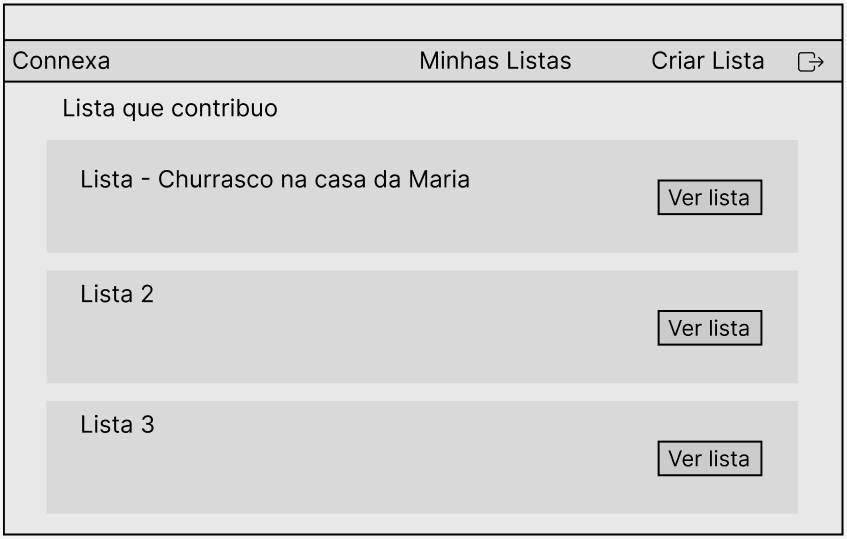 Connexa Minhas Listas Criar Lista
Lista que contribuo
Lista - Churrasco na casa da Maria
Ver lista
Lista 2
Ver lista
Lista 3
Ver lista